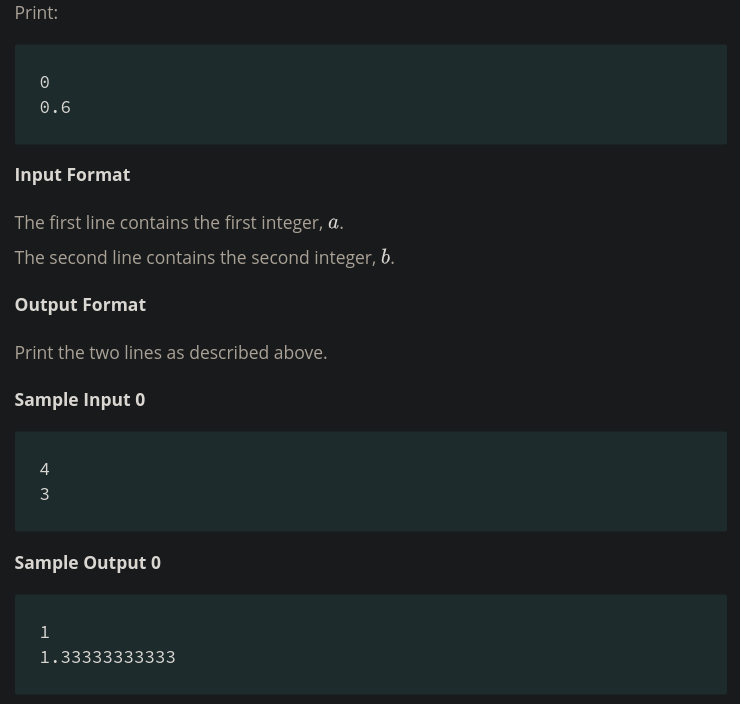 Print:
0
0.6
Input Format
The first line contains the first integer, a.
The second line contains the second integer, b.
Output Format
Print the two lines as described above.
Sample Input 0
4
3
Sample Output 0
1
1.33333333333